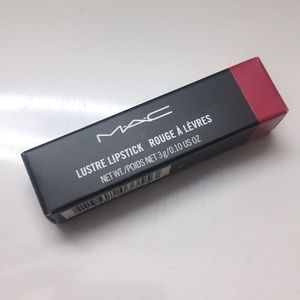 MAC
LUSTRE LIPSTICK ROUGE À LÈVRES
NET WT/POIDS NET 3 g/0.10 US OZ